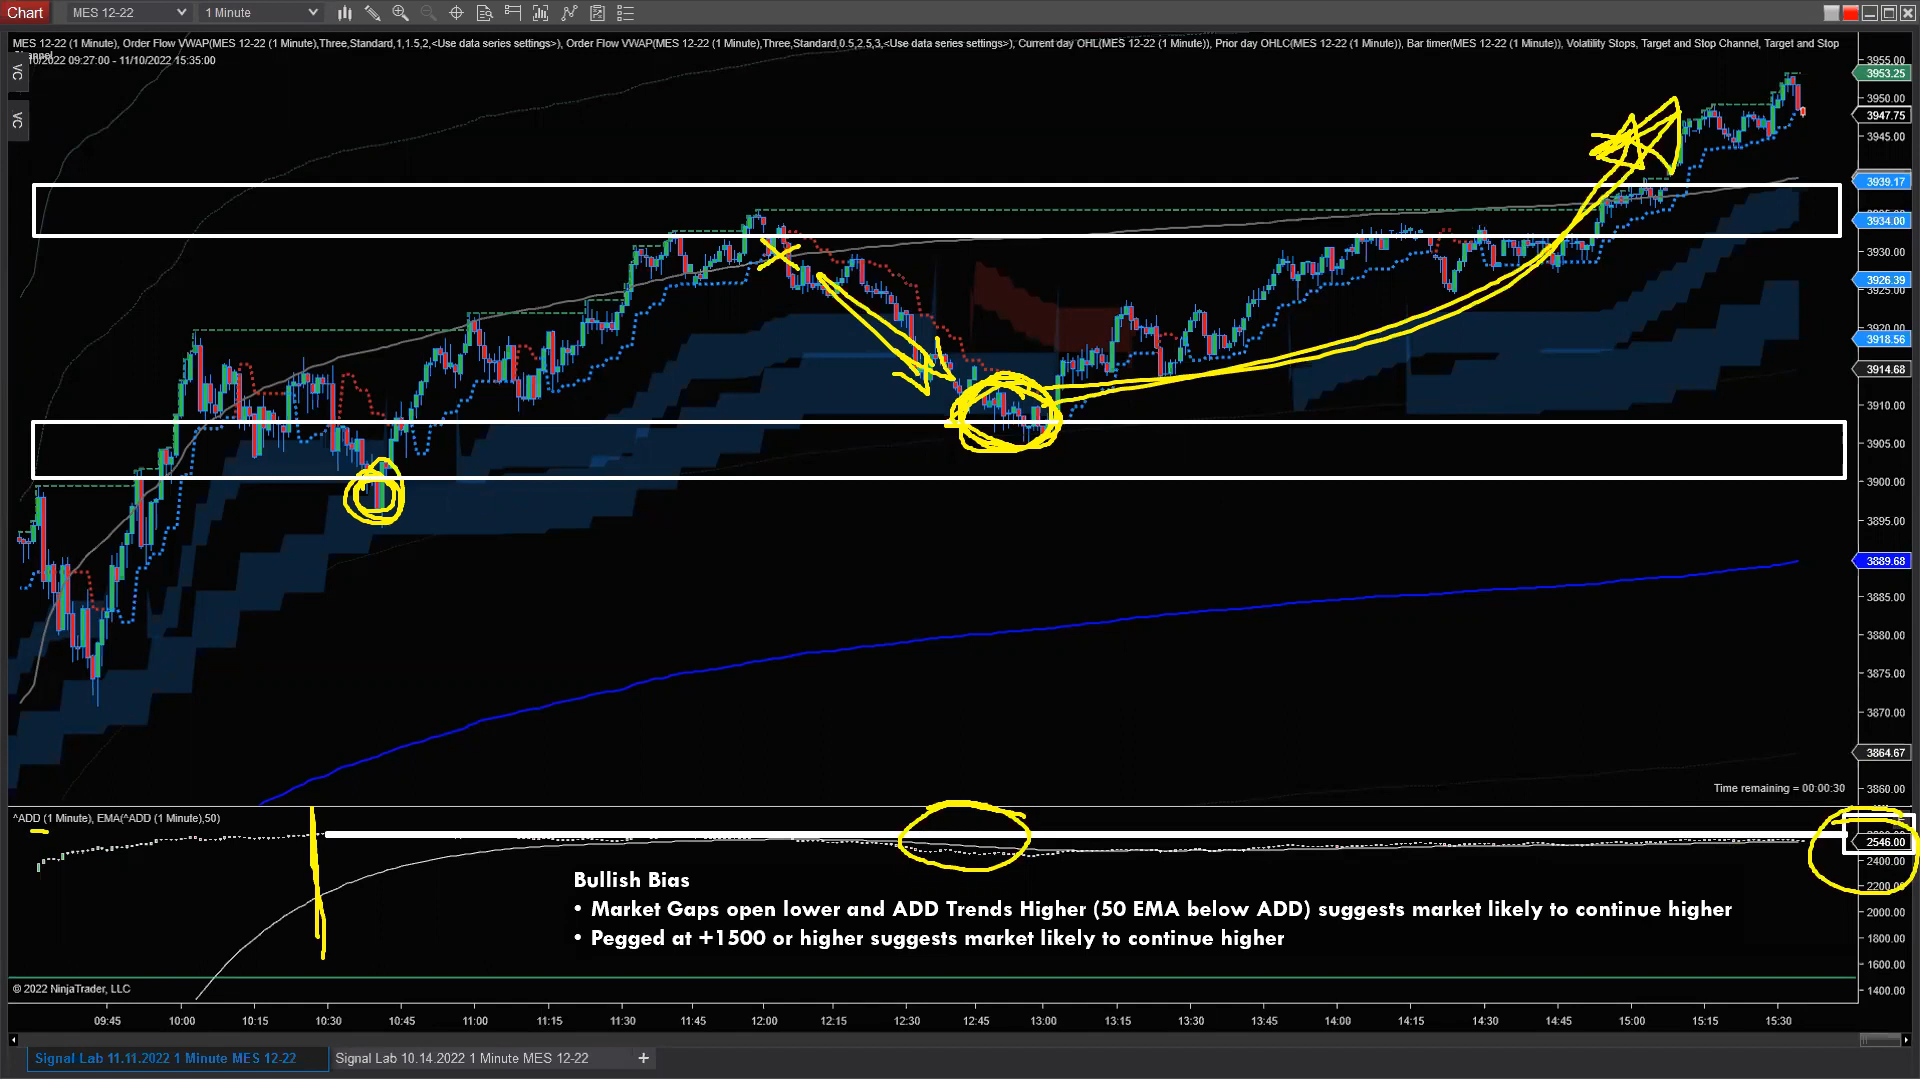 Chart MES 12-22 1 Minute
MES 12-22 (1 Minute), Order Flow VWAP(MES 12-22 (1 Minute),Three,Standard,1,1.5,2,<Use data series settings>), Order Flow VWAP(MES 12-22 (1 Minute),Three,Standard,0.5,2.5,3,<Use data series settings>), Current day OHL(MES 12-22 (1 Minute)), Prior day OHLC(MES 12-22 (1 Minute)), Bar timer(MES 12-22 (1 Minute)), Volatility Stops, Target and Stop Channel, Target and Stop
10/2022 09:27:00 - 11/10/2022 15:35:00
VC
VC
3955.00
3953.25
3950.00
3947.75
3945.00
3939.17
3934.00
3930.00
3926.39
3925.00
3920.00
3918.56
3914.68
3910.00
3905.00
3900.00
3895.00
3889.68
3885.00
3880.00
3875.00
3870.00
3864.67
3860.00
Time remaining = 00:00:30
^ADD (1 Minute), EMA(^ADD (1 Minute),50)
2546.00
2400.00
2200.00
2000.00
1800.00
1600.00
1400.00
Bullish Bias
• Market Gaps open lower and ADD Trends Higher (50 EMA below ADD) suggests market likely to continue higher
• Pegged at +1500 or higher suggests market likely to continue higher
© 2022 NinjaTrader, LLC
09:45 10:00 10:15 10:30 10:45 11:00 11:15 11:30 11:45 12:00 12:15 12:30 12:45 13:00 13:15 13:30 13:45 14:00 14:15 14:30 14:45 15:00 15:15 15:30
Signal Lab 11.11.2022 1 Minute MES 12-22 Signal Lab 10.14.2022 1 Minute MES 12-22 +